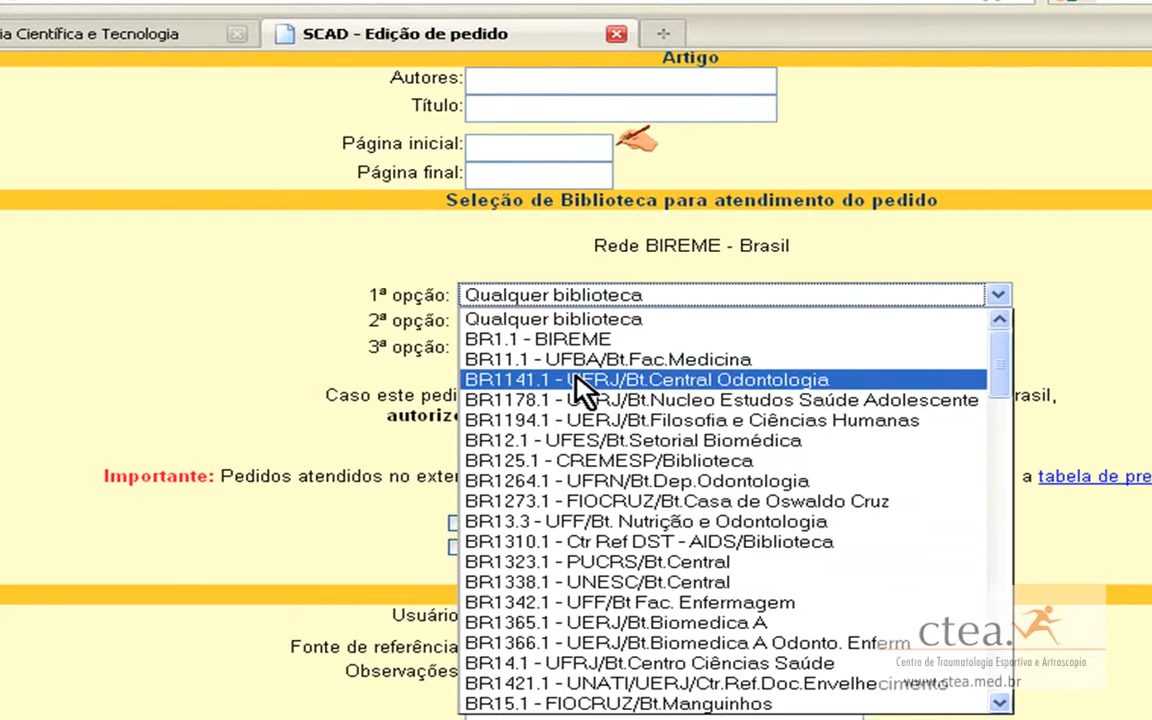 ia Científica e Tecnologia
SCAD - Edição de pedido
Artigo
Autores:
Título:
Página inicial:
Página final:
Seleção de Biblioteca para atendimento do pedido
Rede BIREME - Brasil
1ª opção: Qualquer biblioteca
2ª opção:
3ª opção:
Qualquer biblioteca
BR1.1 - BIREME
BR11.1 - UFBA/Bt.Fac.Medicina
BR1141.1 - UERJ/Bt.Central Odontologia
BR1178.1 - UERJ/Bt.Nucleo Estudos Saúde Adolescente
BR1194.1 - UERJ/Bt.Filosofia e Ciências Humanas
BR12.1 - UFES/Bt.Setorial Biomédica
BR125.1 - CREMESP/Biblioteca
BR1264.1 - UFRN/Bt.Dep.Odontologia
BR1273.1 - FIOCRUZ/Bt.Casa de Oswaldo Cruz
BR13.3 - UFF/Bt. Nutrição e Odontologia
BR1310.1 - Ctr Ref DST - AIDS/Biblioteca
BR1323.1 - PUCRS/Bt.Central
BR1338.1 - UNESC/Bt.Central
BR1342.1 - UFF/Bt Fac. Enfermagem
BR1365.1 - UERJ/Bt.Biomedica A
BR1366.1 - UERJ/Bt.Biomedica A Odonto. Enferm
BR14.1 - UFRJ/Bt.Centro Ciências Saúde
BR1421.1 - UNATI/UERJ/Ctr.Ref.Doc.Envelhecimento
BR15.1 - FIOCRUZ/Bt.Manguinhos
Caso este pedi
rasil,
autorizo
Importante: Pedidos atendidos no exter
a tabela de pre
Usuário
Fonte de referência
Observações
ctea.
Centro de Traumatologia Esportiva e Artroscopia
www.ctea.med.br